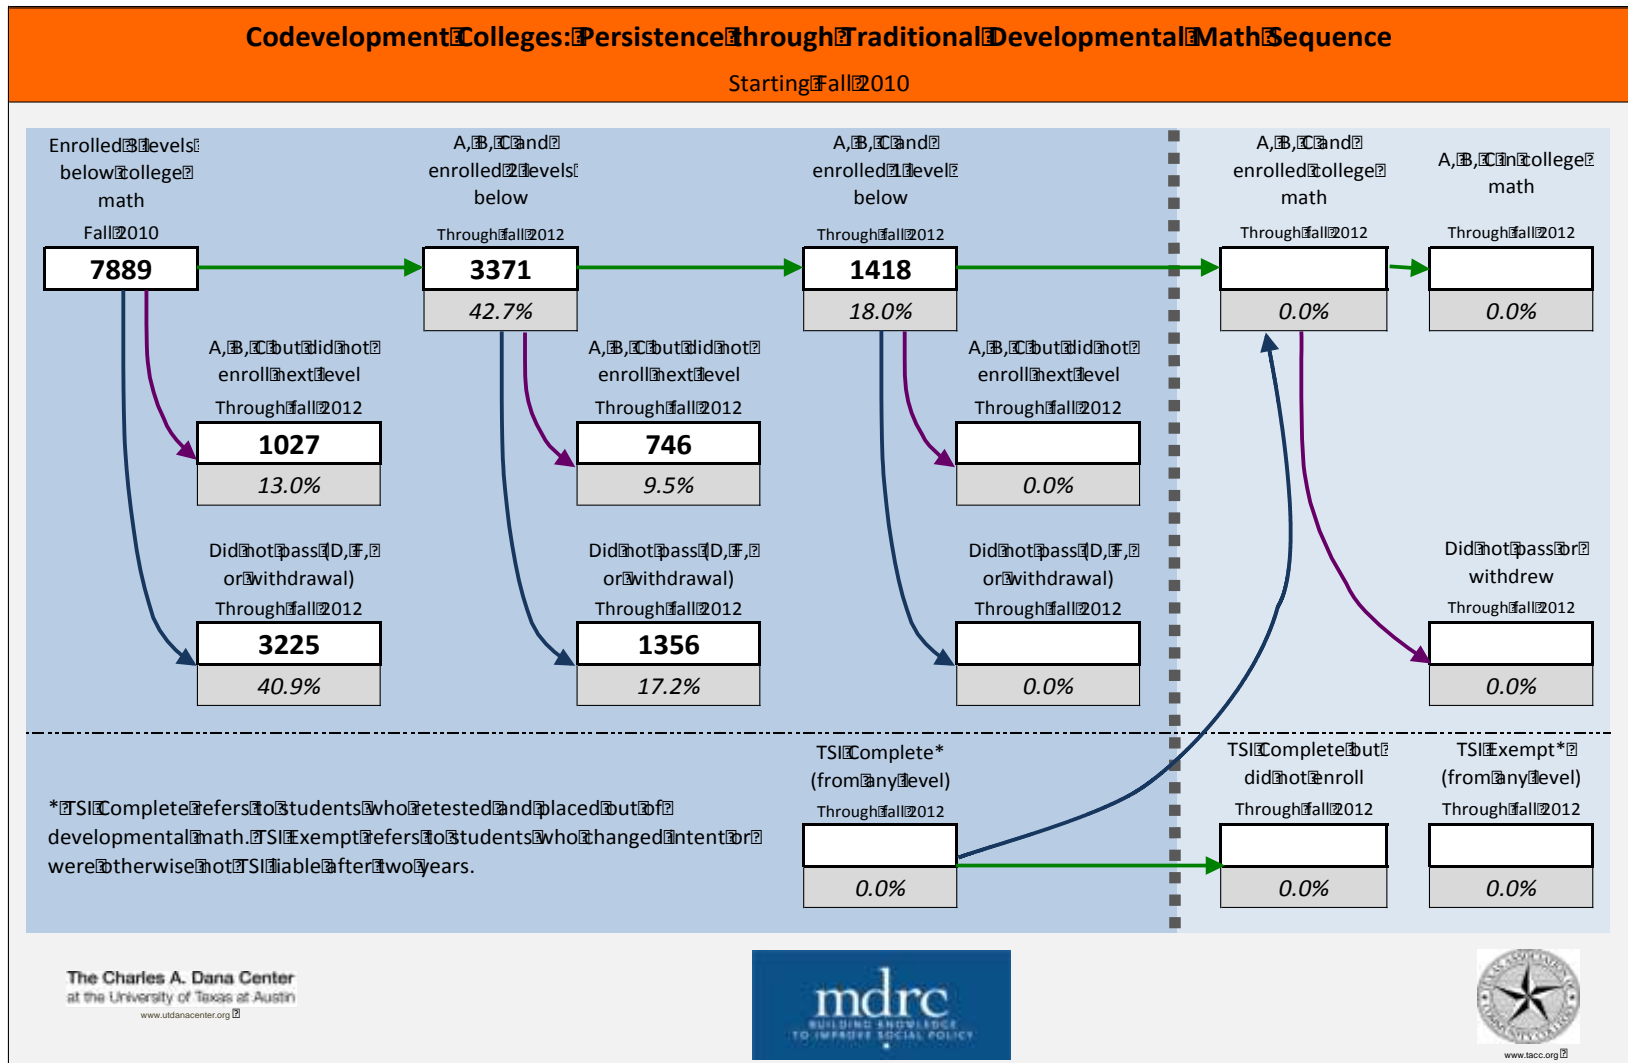 Codevelopment Colleges: Persistence through Traditional Developmental Math Sequence
Starting Fall 2010
Enrolled 3 levels
below college
math
Fall 2010
7889
A, B, C and
enrolled 2 levels
below
Through fall 2012
3371
42.7%
A, B, C and
enrolled 1 level
below
Through fall 2012
1418
18.0%
A, B, C and
enrolled college
math
Through fall 2012
0.0%
A, B, C in college
math
Through fall 2012
0.0%
A, B, C but did not
enroll next level
Through fall 2012
1027
13.0%
A, B, C but did not
enroll next level
Through fall 2012
746
9.5%
A, B, C but did not
enroll next level
Through fall 2012
0.0%
Did not pass (D, F,
or withdrawal)
Through fall 2012
3225
40.9%
Did not pass (D, F,
or withdrawal)
Through fall 2012
1356
17.2%
Did not pass (D, F,
or withdrawal)
Through fall 2012
0.0%
Did not pass or
withdrew
Through fall 2012
0.0%
* TSI Complete refers to students who retested and placed out of
developmental math. TSI Exempt refers to students who changed intent or
were otherwise not TSI liable after two years.
TSI Complete*
(from any level)
Through fall 2012
0.0%
TSI Complete but
did not enroll
Through fall 2012
0.0%
TSI Exempt*
(from any level)
Through fall 2012
0.0%
The Charles A. Dana Center
at the University of Texas at Austin
www.utdanacenter.org
mdrc
BUILDING KNOWLEDGE
TO IMPROVE SOCIAL POLICY
TEXAS ASSOCIATION OF
COMMUNITY COLLEGES
www.tacc.org